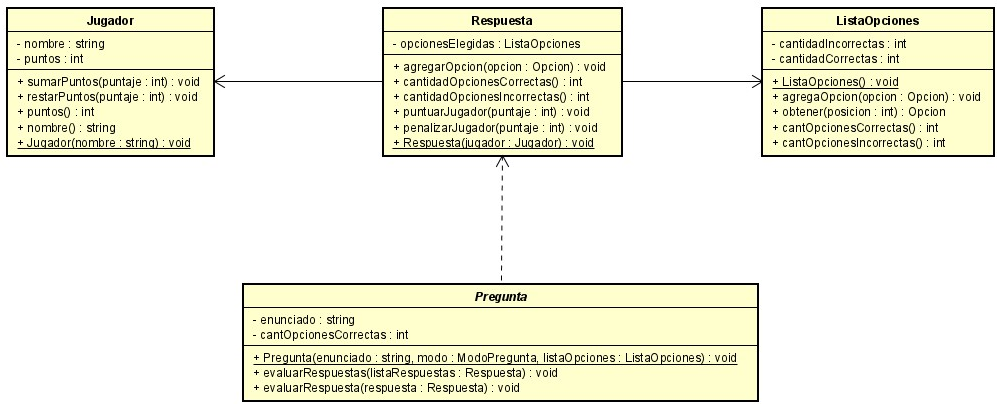 Jugador
- nombre : string
- puntos : int
+ sumarPuntos(puntaje : int) : void
+ restarPuntos(puntaje : int) : void
+ puntos() : int
+ nombre() : string
+ Jugador(nombre : string) : void
Respuesta
- opcionesElegidas : ListaOpciones
+ agregarOpcion(opcion : Opcion) : void
+ cantidadOpcionesCorrectas() : int
+ cantidadOpcionesIncorrectas() : int
+ puntuarJugador(puntaje : int) : void
+ penalizarJugador(puntaje : int) : void
+ Respuesta(jugador : Jugador) : void
ListaOpciones
- cantidadIncorrectas : int
- cantidadCorrectas : int
+ ListaOpciones() : void
+ agregaOpcion(opcion : Opcion) : void
+ obtener(posicion : int) : Opcion
+ cantOpcionesCorrectas() : int
+ cantOpcionesIncorrectas() : int
Pregunta
- enunciado : string
- cantOpcionesCorrectas : int
+ Pregunta(enunciado : string, modo : ModoPregunta, listaOpciones : ListaOpciones) : void
+ evaluarRespuestas(listaRespuestas : Respuesta) : void
+ evaluarRespuesta(respuesta : Respuesta) : void